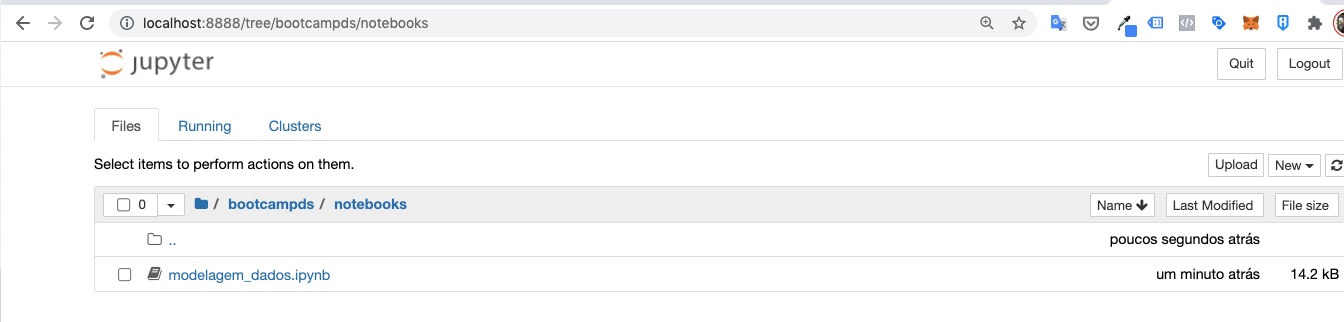 localhost:8888/tree/bootcampds/notebooks
jupyter
Quit
Logout
Files
Running
Clusters
Select items to perform actions on them.
Upload
New
0
/ bootcampds / notebooks
Name
Last Modified
File size
..
poucos segundos atrás
modelagem_dados.ipynb
um minuto atrás
14.2 kB